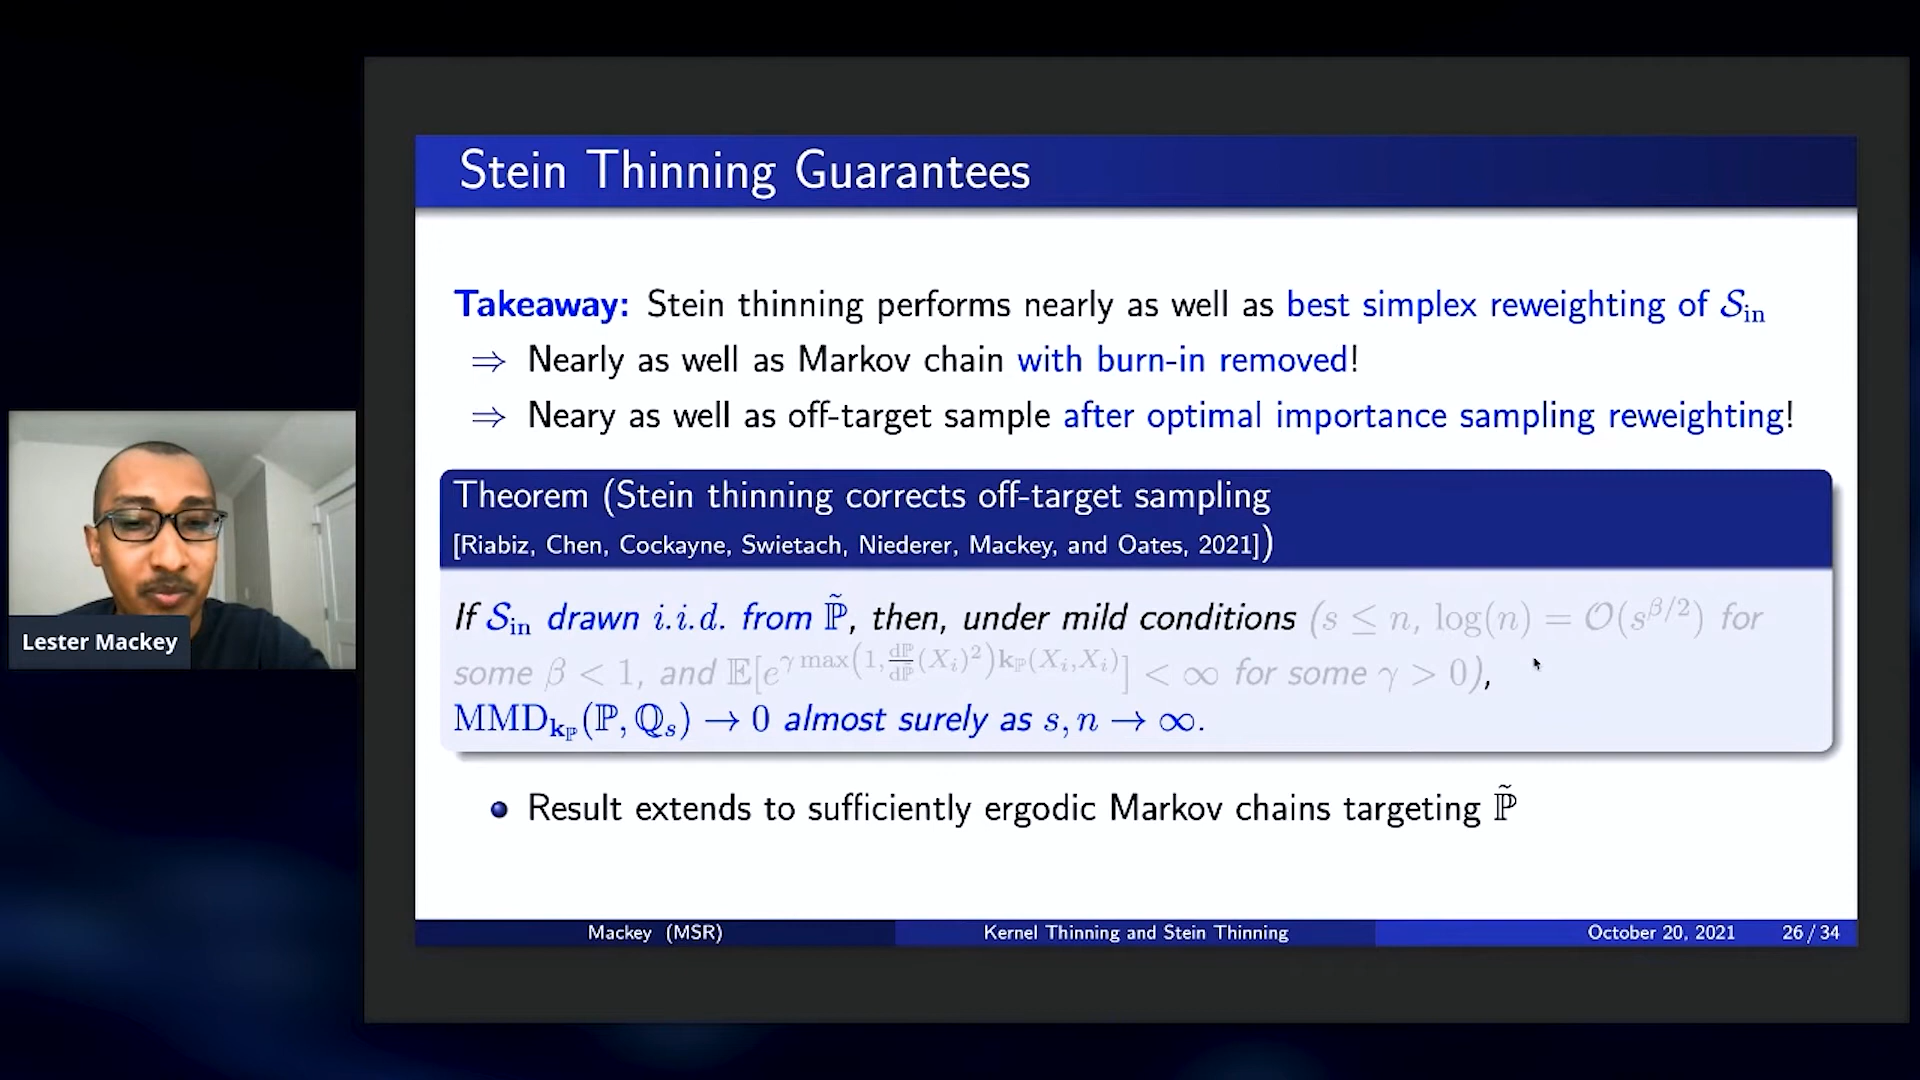 Stein Thinning Guarantees
Takeaway: Stein thinning performs nearly as well as best simplex reweighting of 𝒮_in
⇒ Nearly as well as Markov chain with burn-in removed!
⇒ Neary as well as off-target sample after optimal importance sampling reweighting!
Theorem (Stein thinning corrects off-target sampling
[Riabiz, Chen, Cockayne, Swietach, Niederer, Mackey, and Oates, 2021])
If 𝒮_in drawn i.i.d. from ℙ̃, then, under mild conditions (s ≤ n, log(n) = 𝒪(s^{β/2}) for
some β < 1, and 𝔼[e^{γ max(1, dℙ/dℙ̃(X_i)^2) k_ℙ(X_i,X_i)}] < ∞ for some γ > 0),
MMD_{k_ℙ}(ℙ, ℚ_s) → 0 almost surely as s, n → ∞.
• Result extends to sufficiently ergodic Markov chains targeting ℙ̃
Lester Mackey
Mackey (MSR) Kernel Thinning and Stein Thinning October 20, 2021 26 / 34